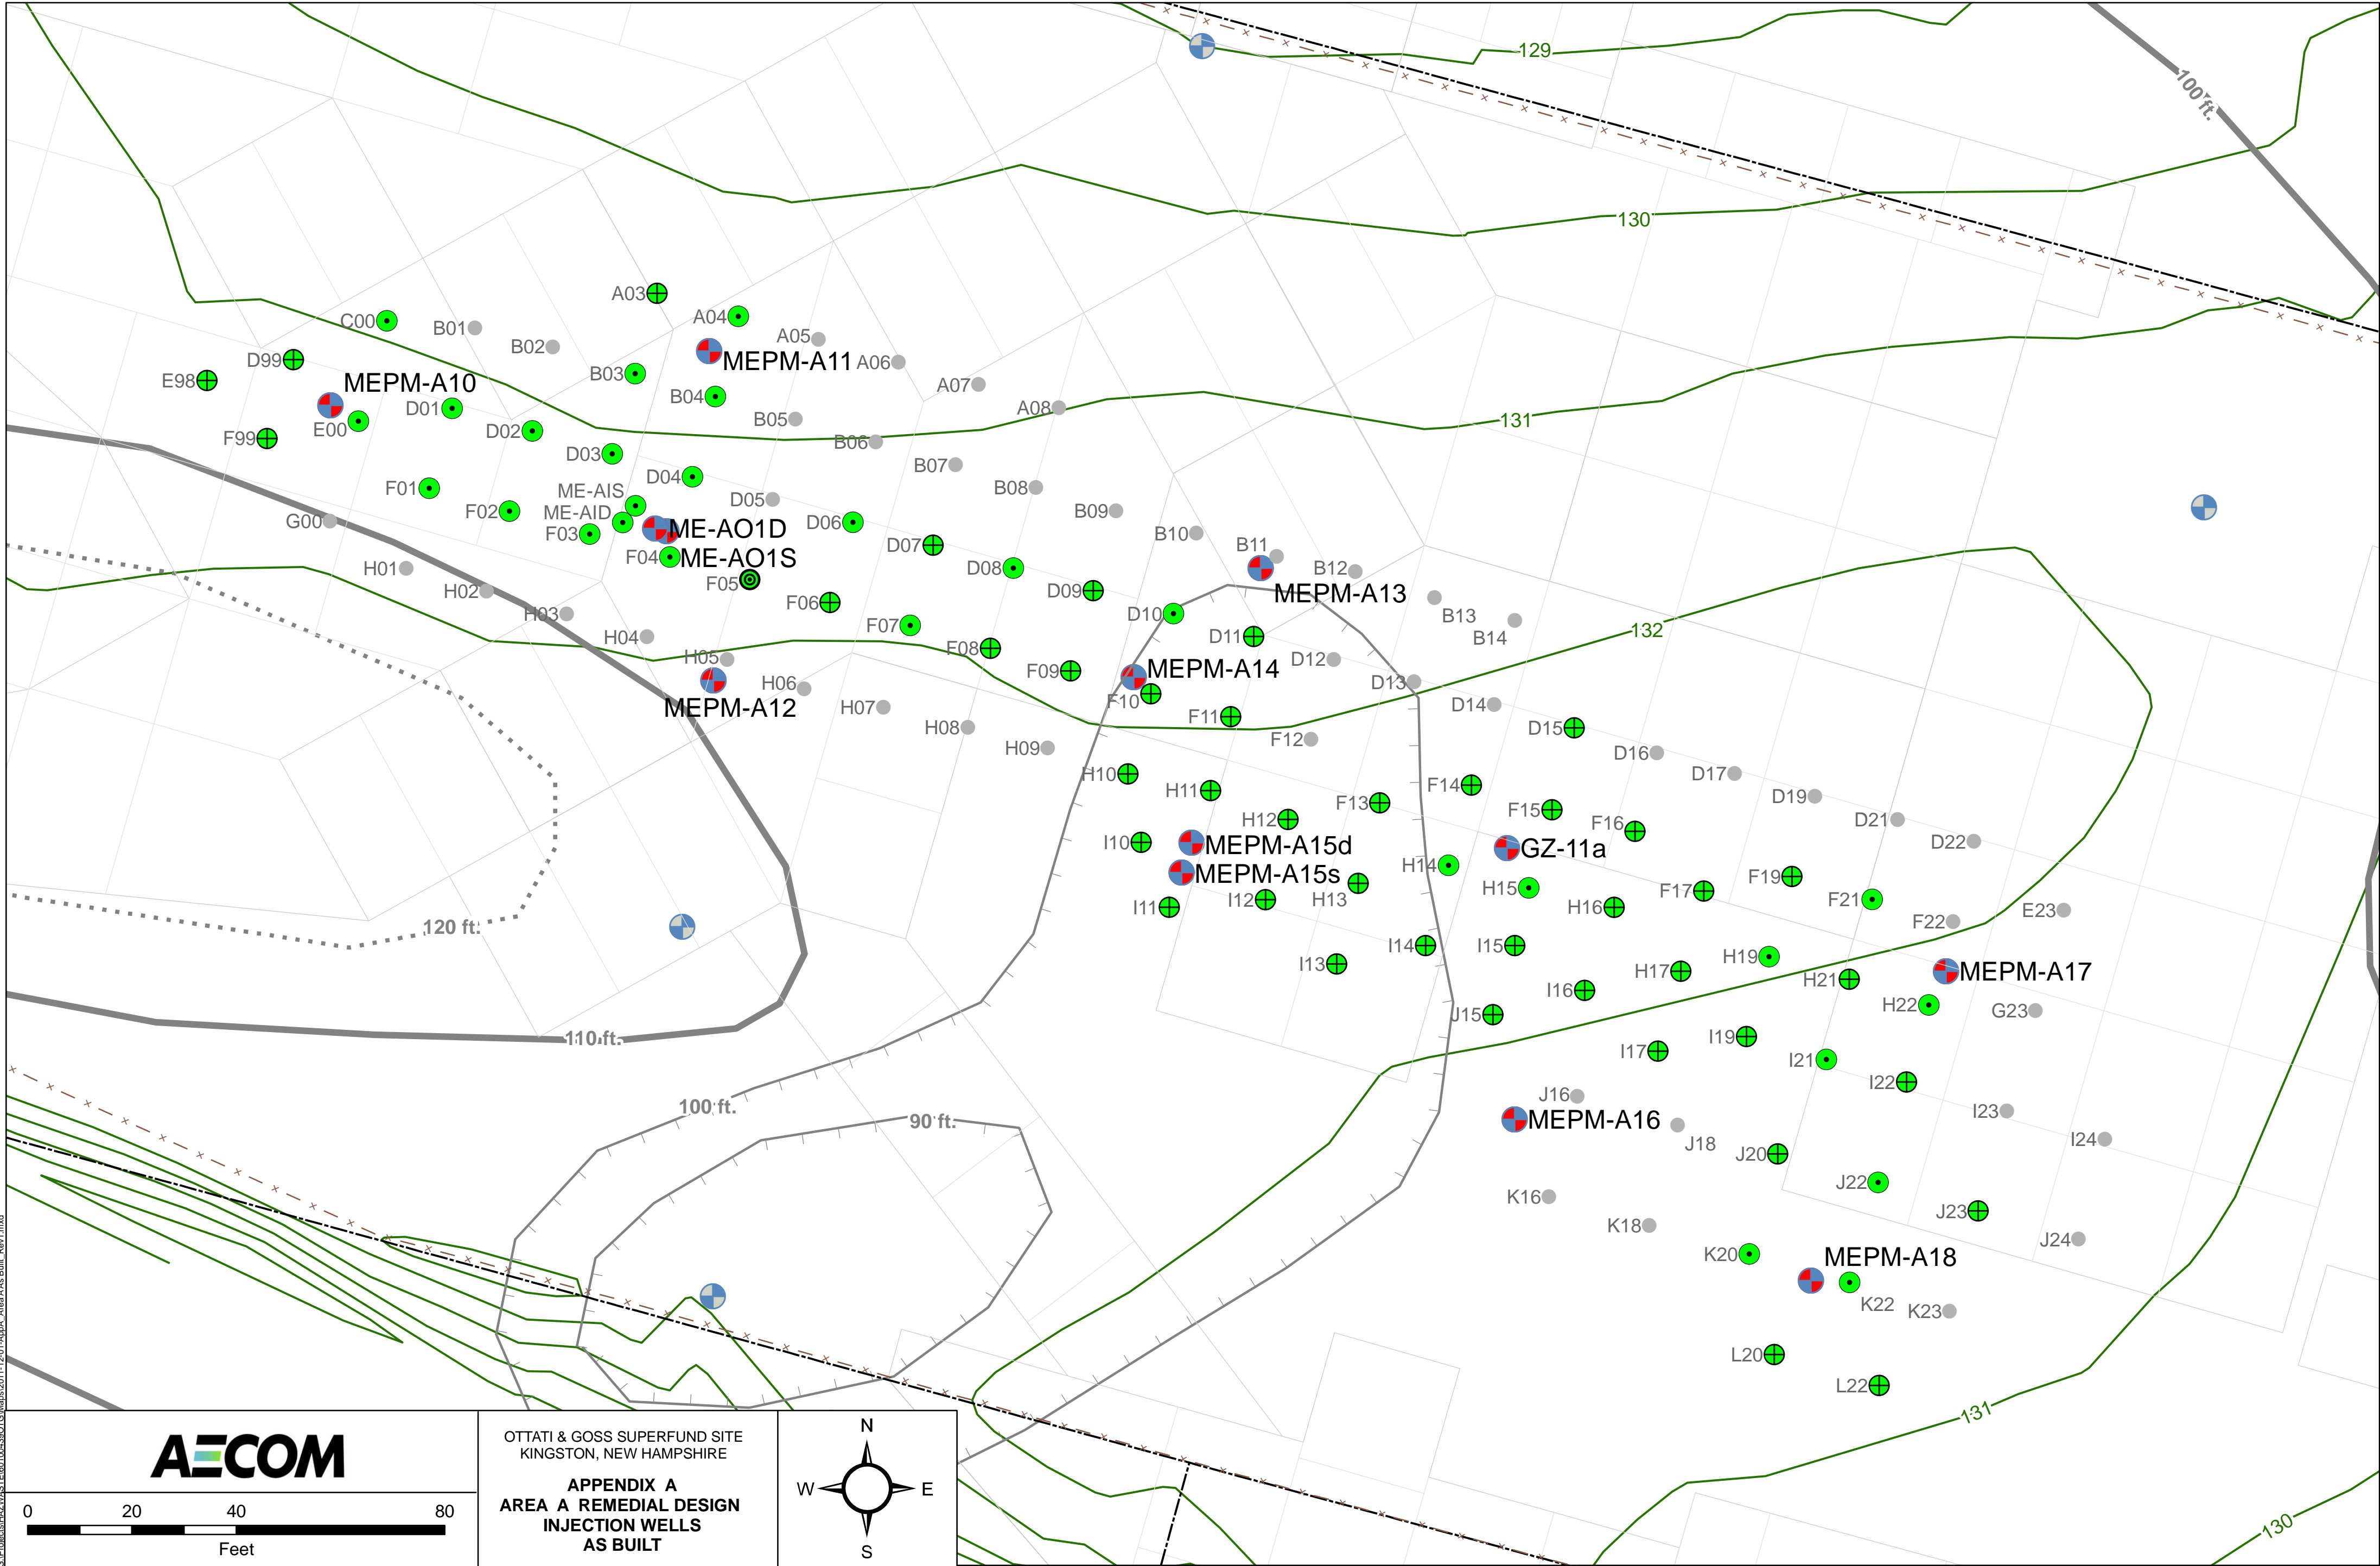 129
100 ft.
130
A03
C00
B01
A04
A05
B02
MEPM-A11
A06
D99
E98
MEPM-A10
B03
A07
B04
D01
A08
E00
B05
131
D02
F99
B06
D03
B07
D04
F01
B08
ME-AIS
D05
F02
ME-AID
B09
G00
F03
ME-AO1D
D06
B10
D07
F04
ME-AO1S
B11
H01
D08
B12
F05
H02
D09
MEPM-A13
F06
H03
D10
B13
F07
B14
132
H04
D11
F08
H05
D12
F09
MEPM-A14
H06
D13
F10
MEPM-A12
H07
D14
F11
H08
D15
F12
H09
D16
H10
D17
H11
F14
D19
F13
F15
H12
D21
F16
I10
MEPM-A15d
GZ-11a
D22
H14
MEPM-A15s
F19
H15
F17
I12
H13
F21
I11
H16
E23
F22
120 ft.
I14
I15
I13
H19
H17
MEPM-A17
H21
I16
H22
G23
J15
110 ft.
I19
I17
I21
I22
J16
100 ft.
I23
90 ft.
MEPM-A16
J18
I24
J20
J22
K16
J23
K18
J24
K20
MEPM-A18
K22
K23
L20
L22
131
130
AECOM
0 20 40 80
Feet
OTTATI & GOSS SUPERFUND SITE
KINGSTON, NEW HAMPSHIRE
APPENDIX A
AREA A REMEDIAL DESIGN
INJECTION WELLS
AS BUILT
N
W E
S